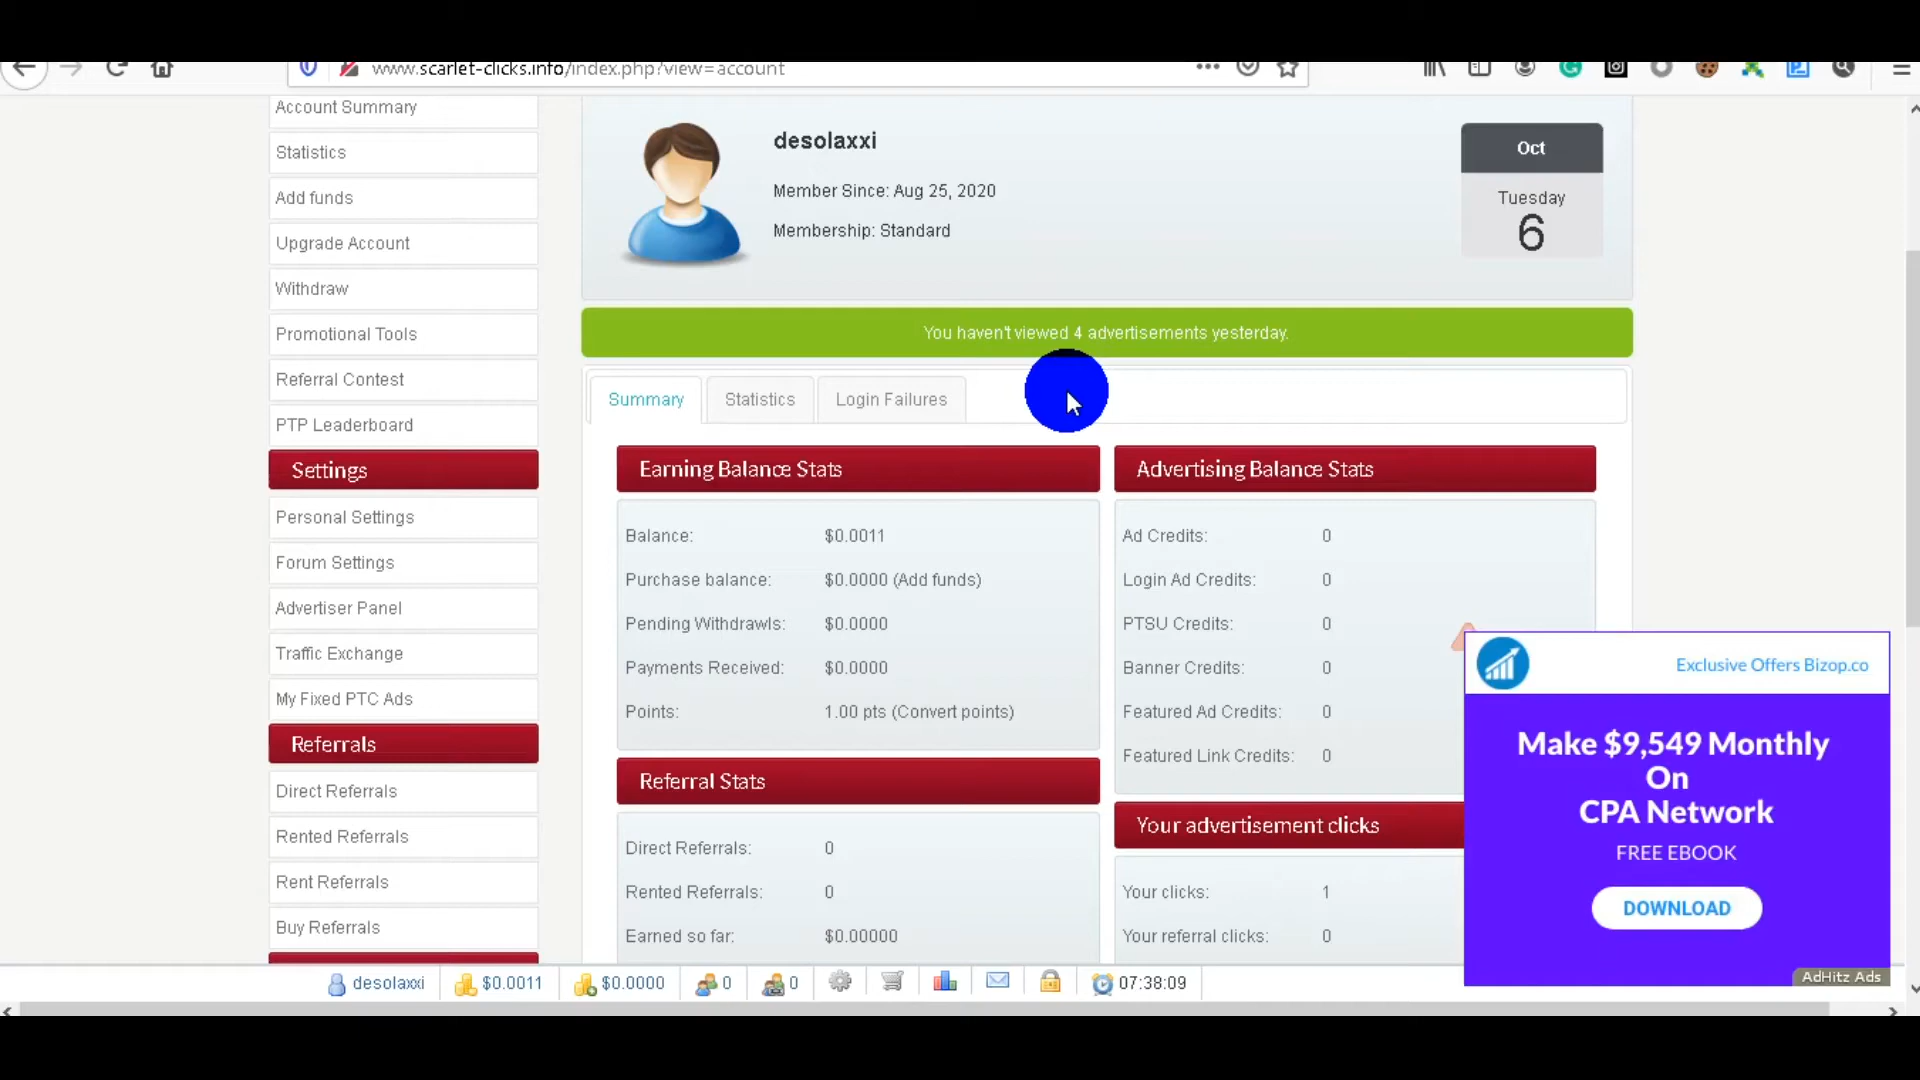 www.scarlet-clicks.info/index.php?view=account
Account Summary
Statistics
Add funds
Upgrade Account
Withdraw
Promotional Tools
Referral Contest
PTP Leaderboard
Settings
Personal Settings
Forum Settings
Advertiser Panel
Traffic Exchange
My Fixed PTC Ads
Referrals
Direct Referrals
Rented Referrals
Rent Referrals
Buy Referrals
desolaxxi
Member Since: Aug 25, 2020
Membership: Standard
Oct
Tuesday
6
You haven't viewed 4 advertisements yesterday.
Summary
Statistics
Login Failures
Earning Balance Stats
Balance: $0.0011
Purchase balance: $0.0000 (Add funds)
Pending Withdrawls: $0.0000
Payments Received: $0.0000
Points: 1.00 pts (Convert points)
Referral Stats
Direct Referrals: 0
Rented Referrals: 0
Earned so far: $0.00000
Advertising Balance Stats
Ad Credits: 0
Login Ad Credits: 0
PTSU Credits: 0
Banner Credits: 0
Featured Ad Credits: 0
Featured Link Credits: 0
Your advertisement clicks
Your clicks: 1
Your referral clicks: 0
Exclusive Offers Bizop.co
Make $9,549 Monthly
On
CPA Network
FREE EBOOK
DOWNLOAD
AdHitz Ads
desolaxxi $0.0011 $0.0000 0 0 07:38:09